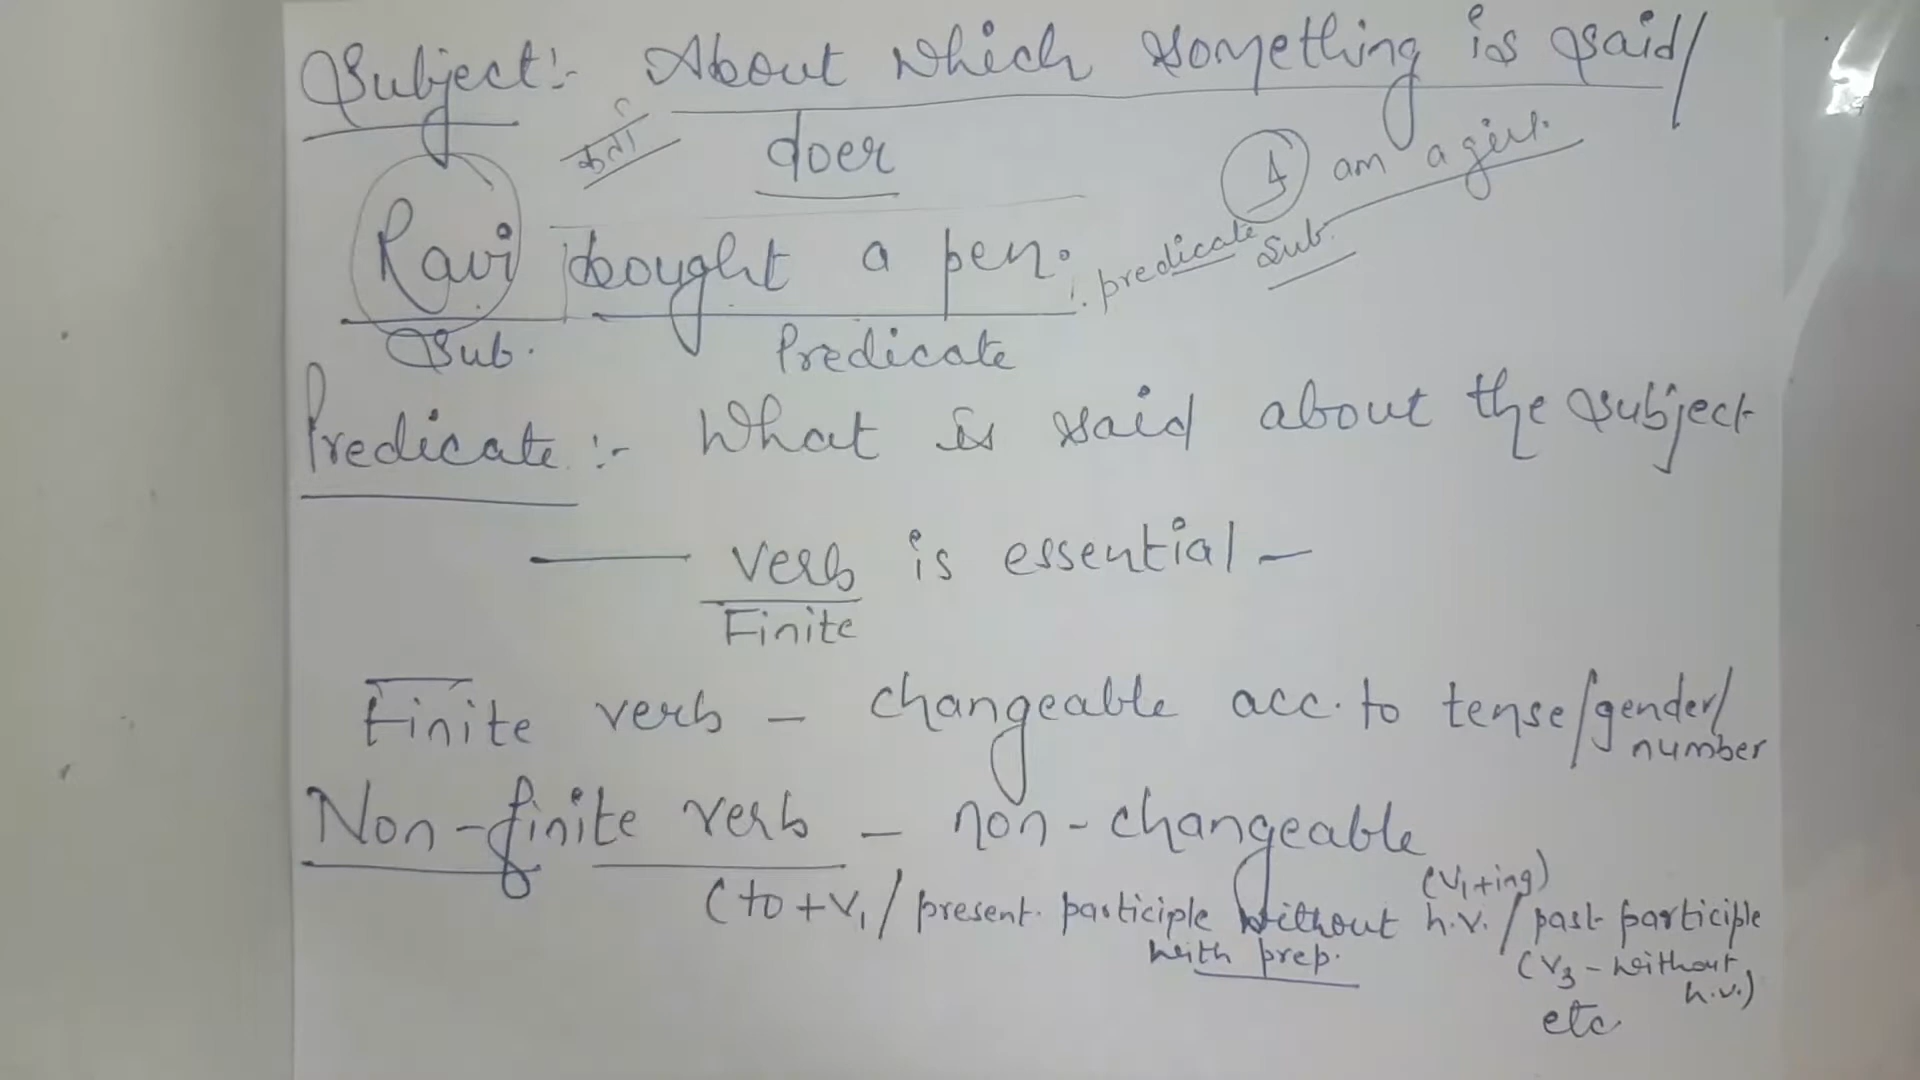 Subject :- About which something is said/
कर्ता doer
I am a girl.
Ravi bought a pen.
predicate Sub.
Sub. Predicate
Predicate :- What is said about the subject
— verb is essential —
Finite
Finite verb - changeable acc. to tense/gender/
number
Non-finite verb - non-changeable
(V1+ing)
(to+V1/ present participle without h.v. / past participle
with prep. (V3 - without
h.v.)
etc